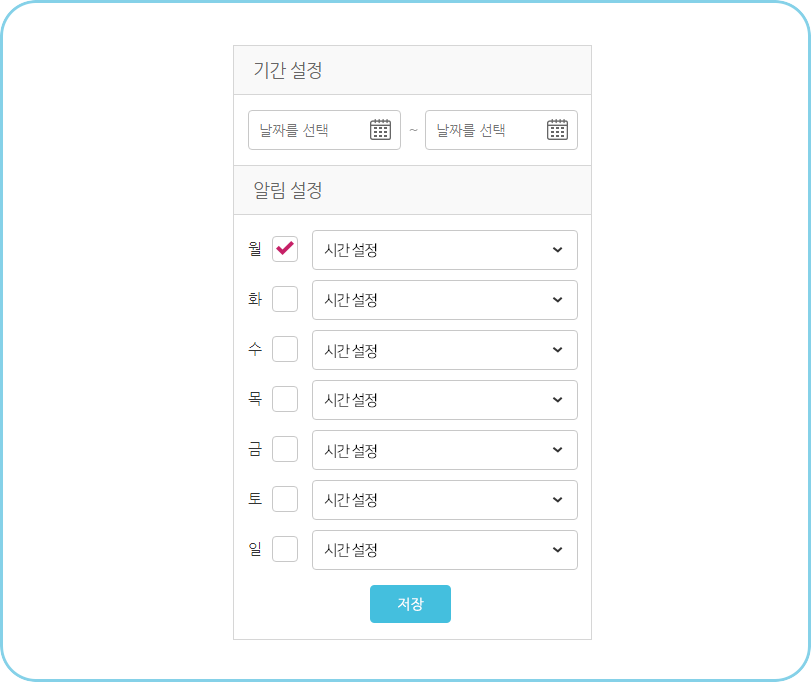 기간 설정
날짜를 선택 ~ 날짜를 선택
알림 설정
월 시간 설정
화 시간 설정
수 시간 설정
목 시간 설정
금 시간 설정
토 시간 설정
일 시간 설정
저장